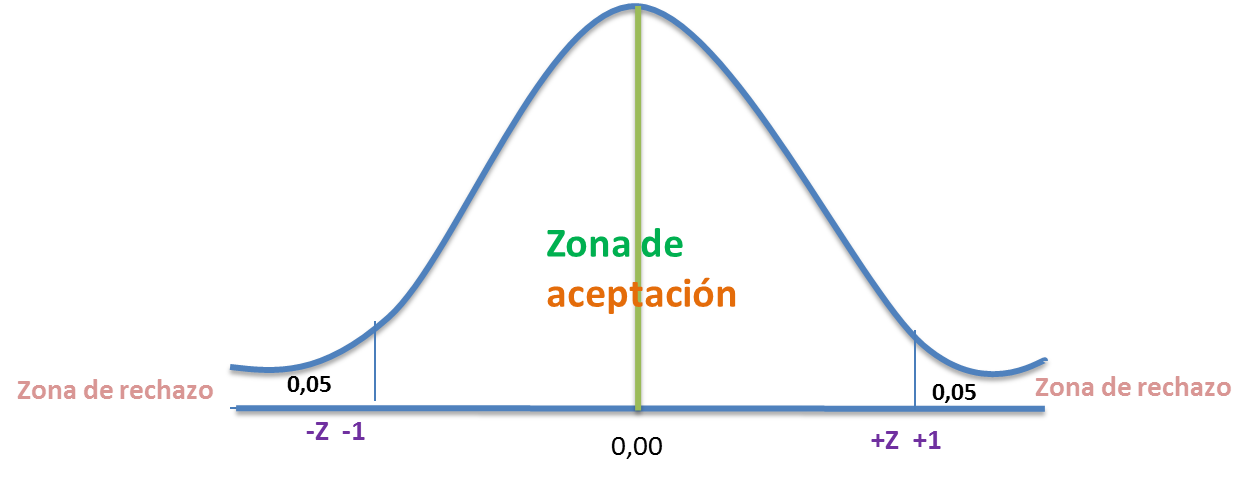 Zona de
aceptación
Zona de rechazo
0,05
0,05
Zona de rechazo
-Z -1
0,00
+Z +1